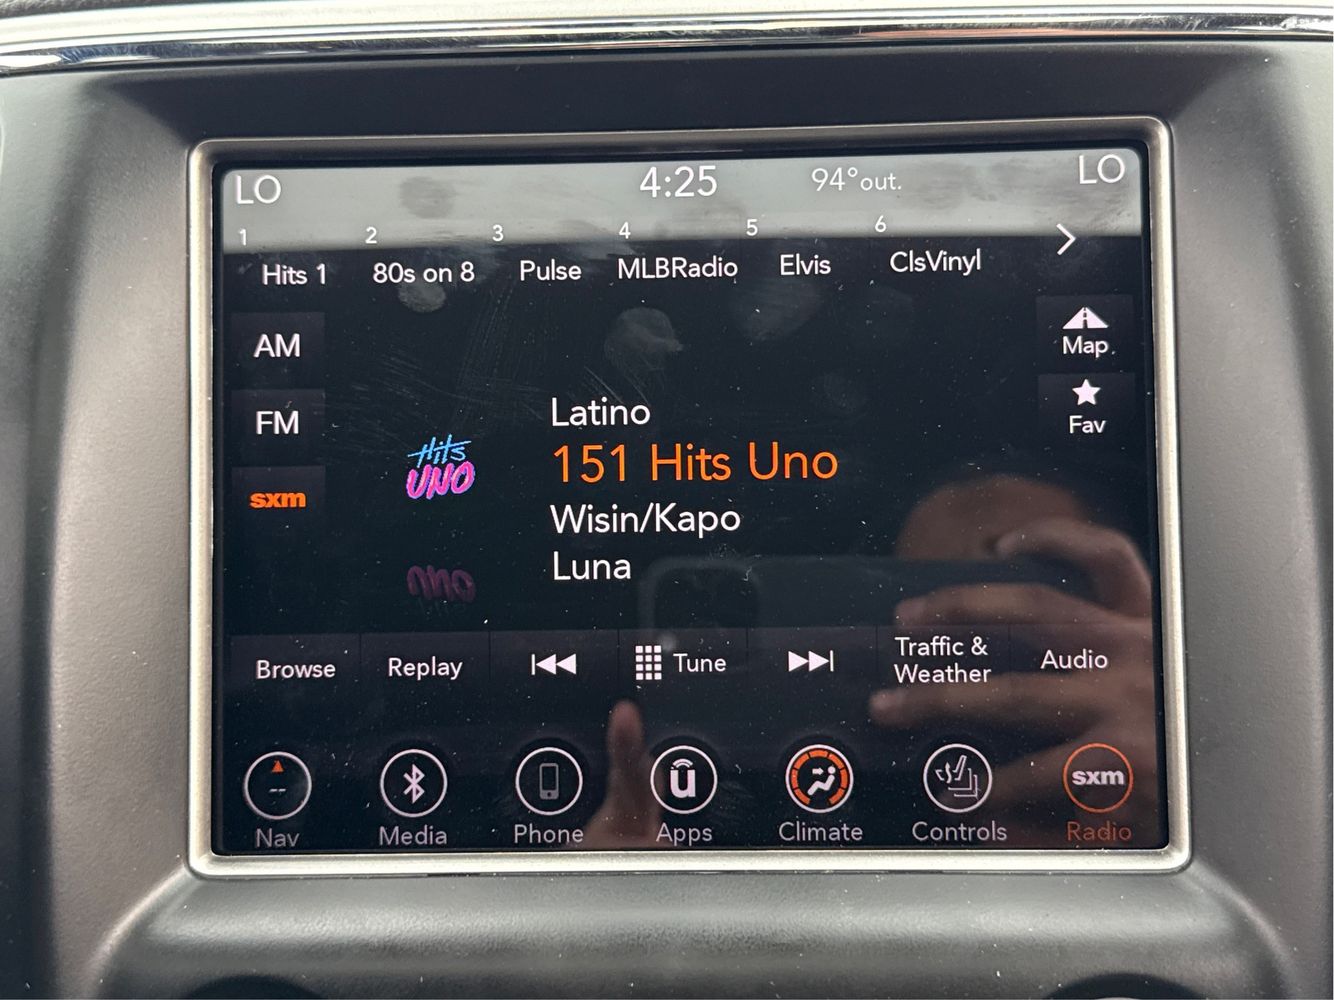 LO 4:25 94°out. LO
1 2 3 4 5 6
Hits 1 80s on 8 Pulse MLBRadio Elvis ClsVinyl
AM
Map
FM
Fav
sxm
Hits
UNO
Latino
151 Hits Uno
Wisin/Kapo
Luna
Browse Replay Tune Traffic &
Weather Audio
--
u
sxm
Nav Media Phone Apps Climate Controls Radio